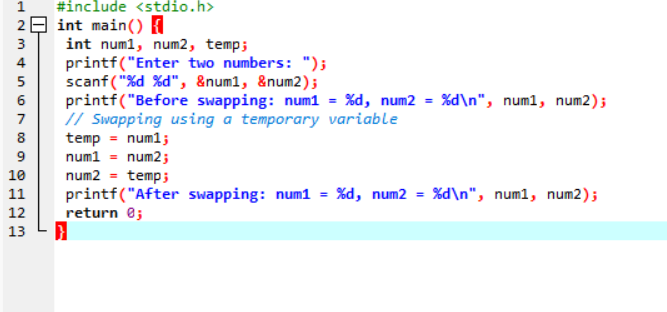 1 #include <stdio.h>
2 int main() {
3 int num1, num2, temp;
4 printf("Enter two numbers: ");
5 scanf("%d %d", &num1, &num2);
6 printf("Before swapping: num1 = %d, num2 = %d\n", num1, num2);
7 // Swapping using a temporary variable
8 temp = num1;
9 num1 = num2;
10 num2 = temp;
11 printf("After swapping: num1 = %d, num2 = %d\n", num1, num2);
12 return 0;
13 }